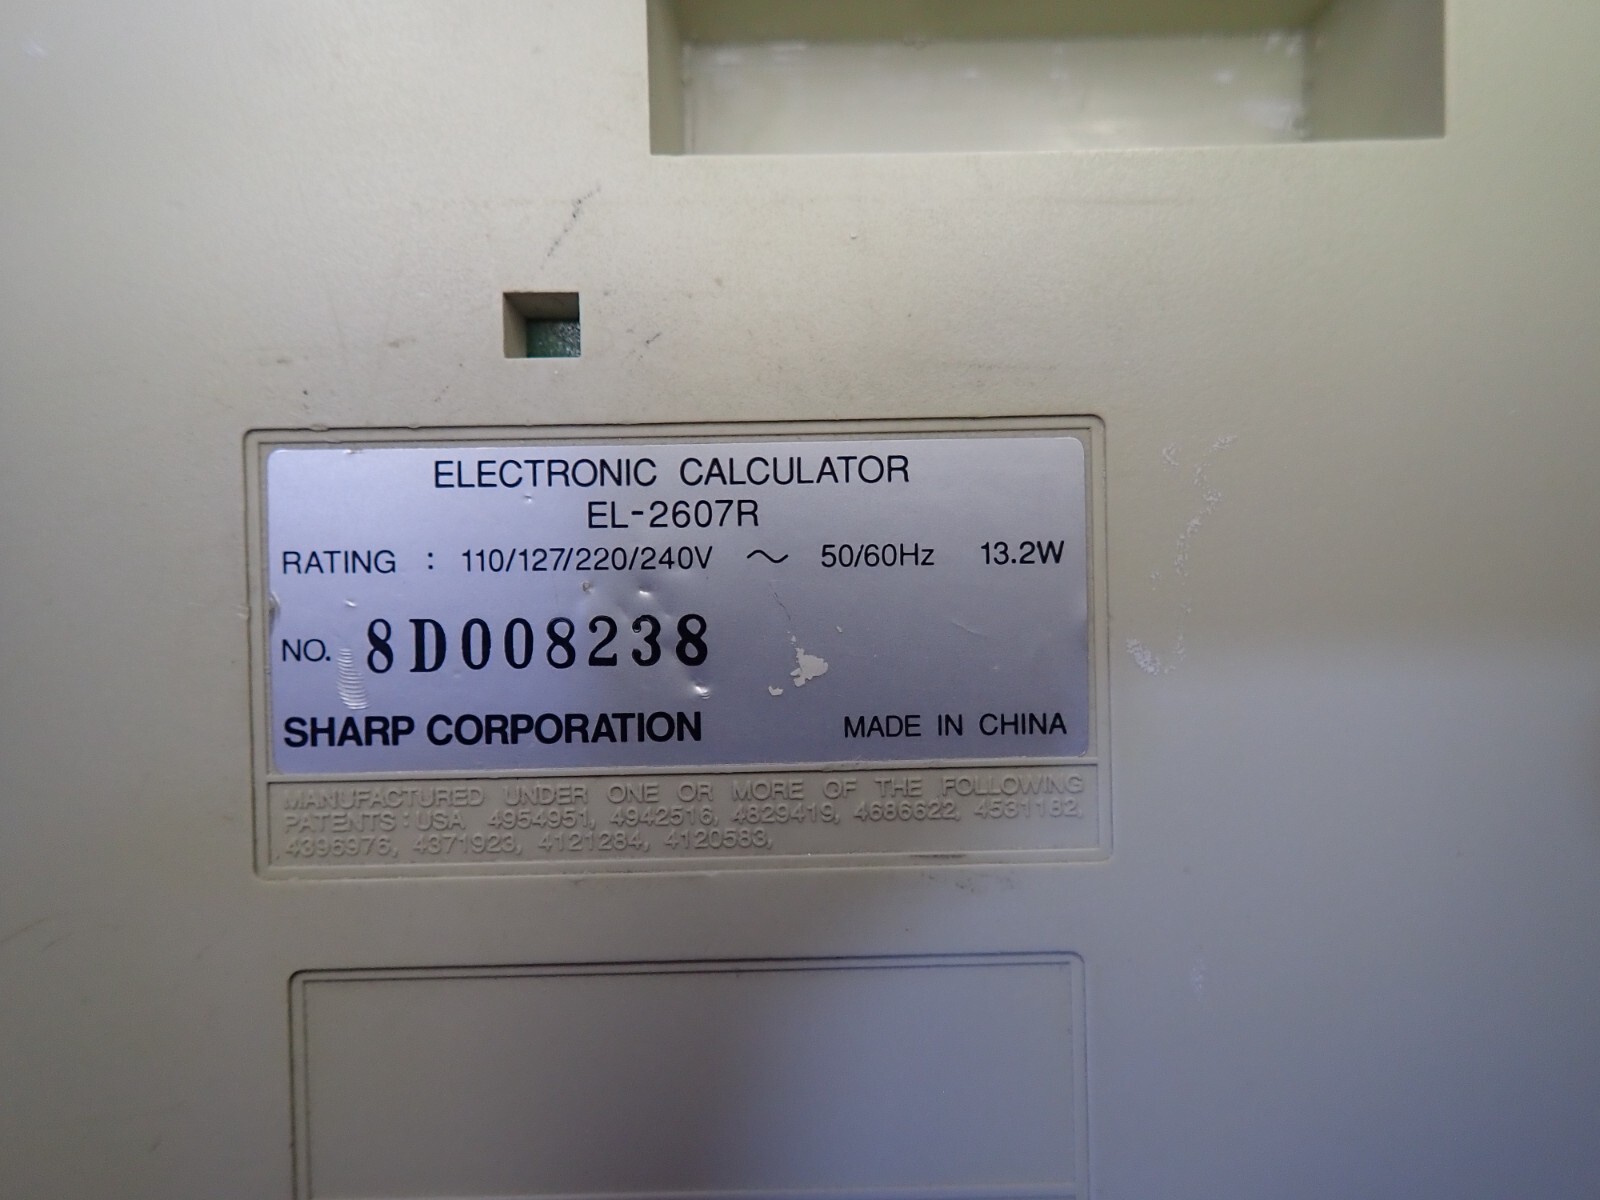 ELECTRONIC CALCULATOR
EL-2607R
RATING : 110/127/220/240V ～ 50/60Hz 13.2W
NO. 8D008238
SHARP CORPORATION MADE IN CHINA
MANUFACTURED UNDER ONE OR MORE OF THE FOLLOWING
PATENTS : USA 4954951, 4942516, 4829419, 4686622, 4531182,
4396976, 4371923, 4121284, 4120583,